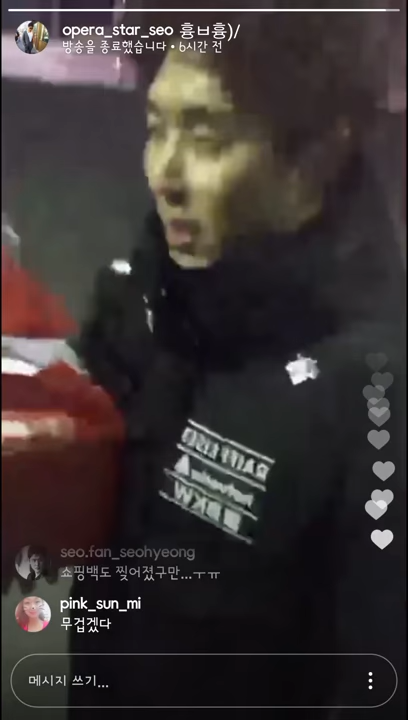 opera_star_seo 흉ㅂ흉)/
방송을 종료했습니다 • 6시간 전
seo.fan_seohyeong
쇼핑백도 찢어졌구만...ㅜㅠ
pink_sun_mi
무겁겠다
메시지 쓰기...